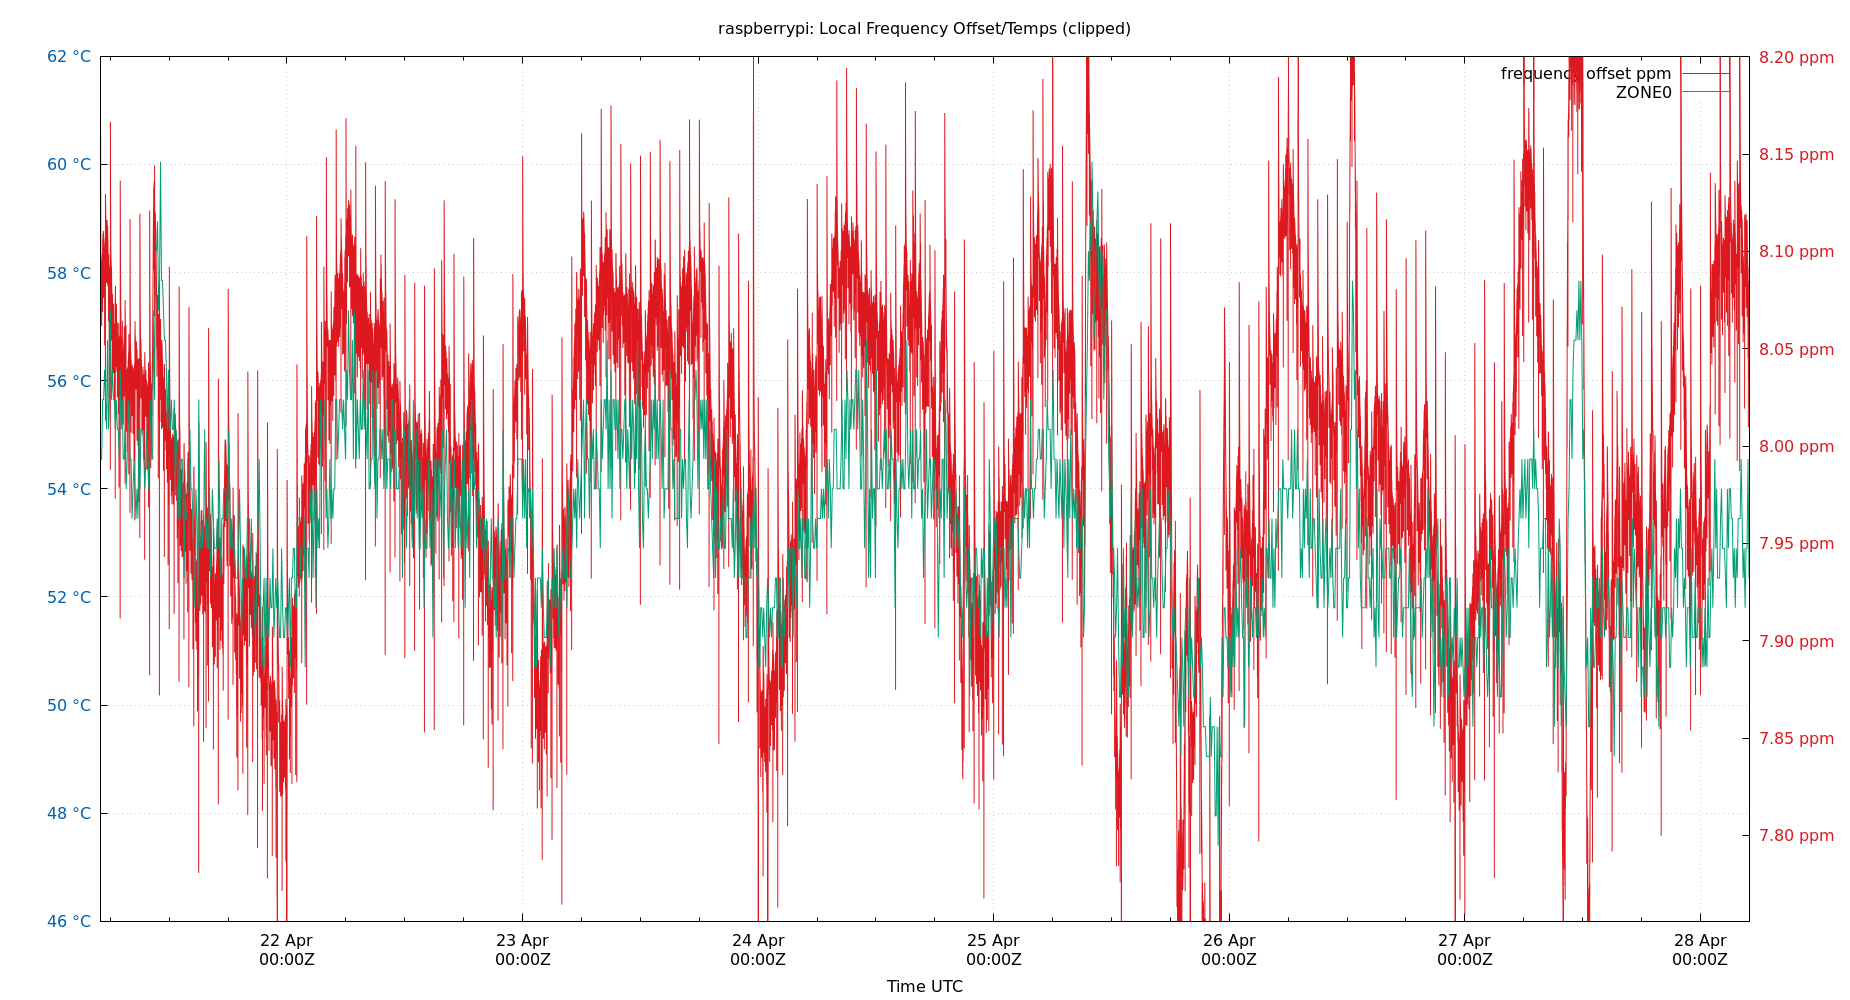 raspberrypi: Local Frequency Offset/Temps (clipped)
62 °C
60 °C
58 °C
56 °C
54 °C
52 °C
50 °C
48 °C
46 °C
8.20 ppm
8.15 ppm
8.10 ppm
8.05 ppm
8.00 ppm
7.95 ppm
7.90 ppm
7.85 ppm
7.80 ppm
frequency offset ppm
ZONE0
22 Apr
00:00Z
23 Apr
00:00Z
24 Apr
00:00Z
25 Apr
00:00Z
26 Apr
00:00Z
27 Apr
00:00Z
28 Apr
00:00Z
Time UTC